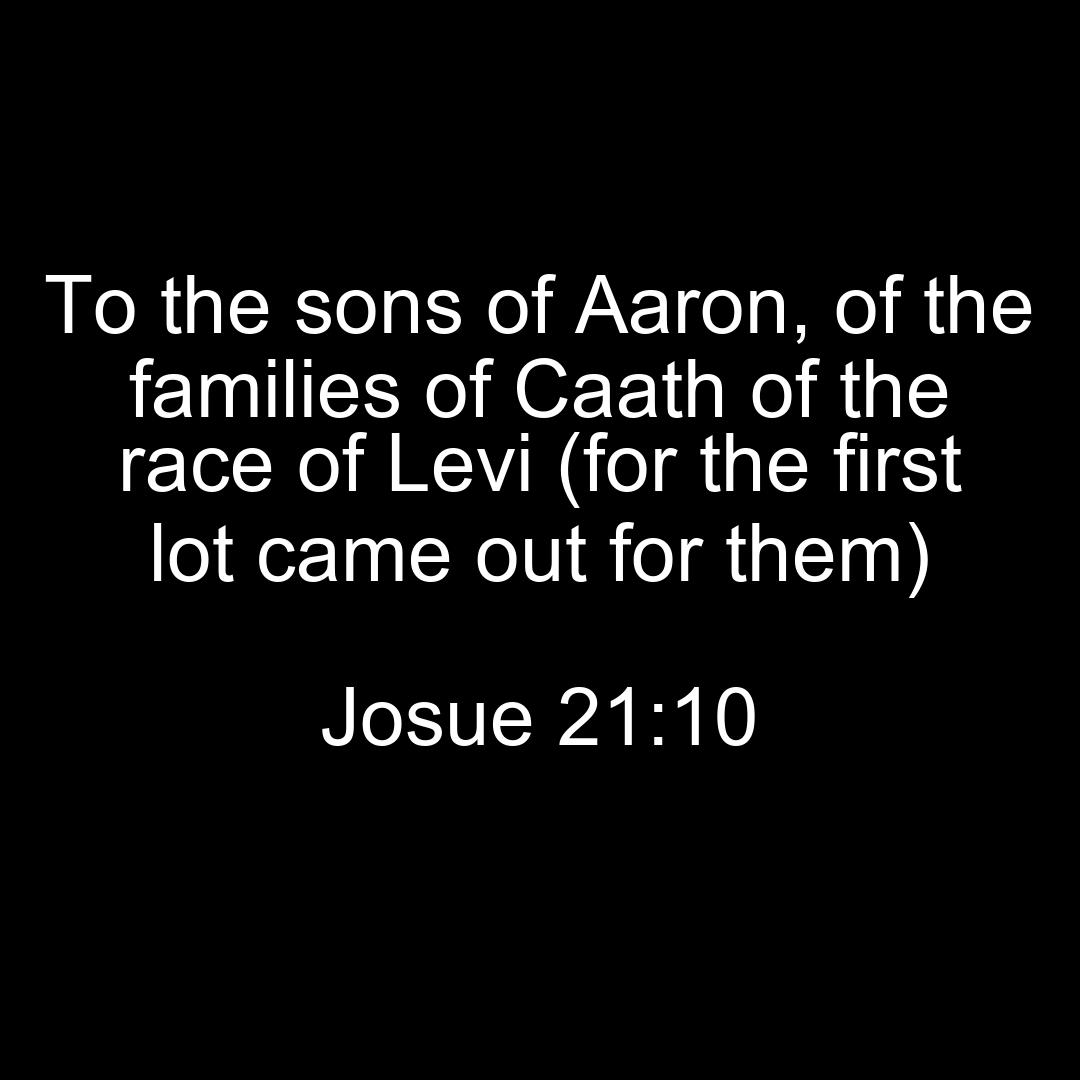 To the sons of Aaron, of the
families of Caath of the
race of Levi (for the first
lot came out for them)
Josue 21:10